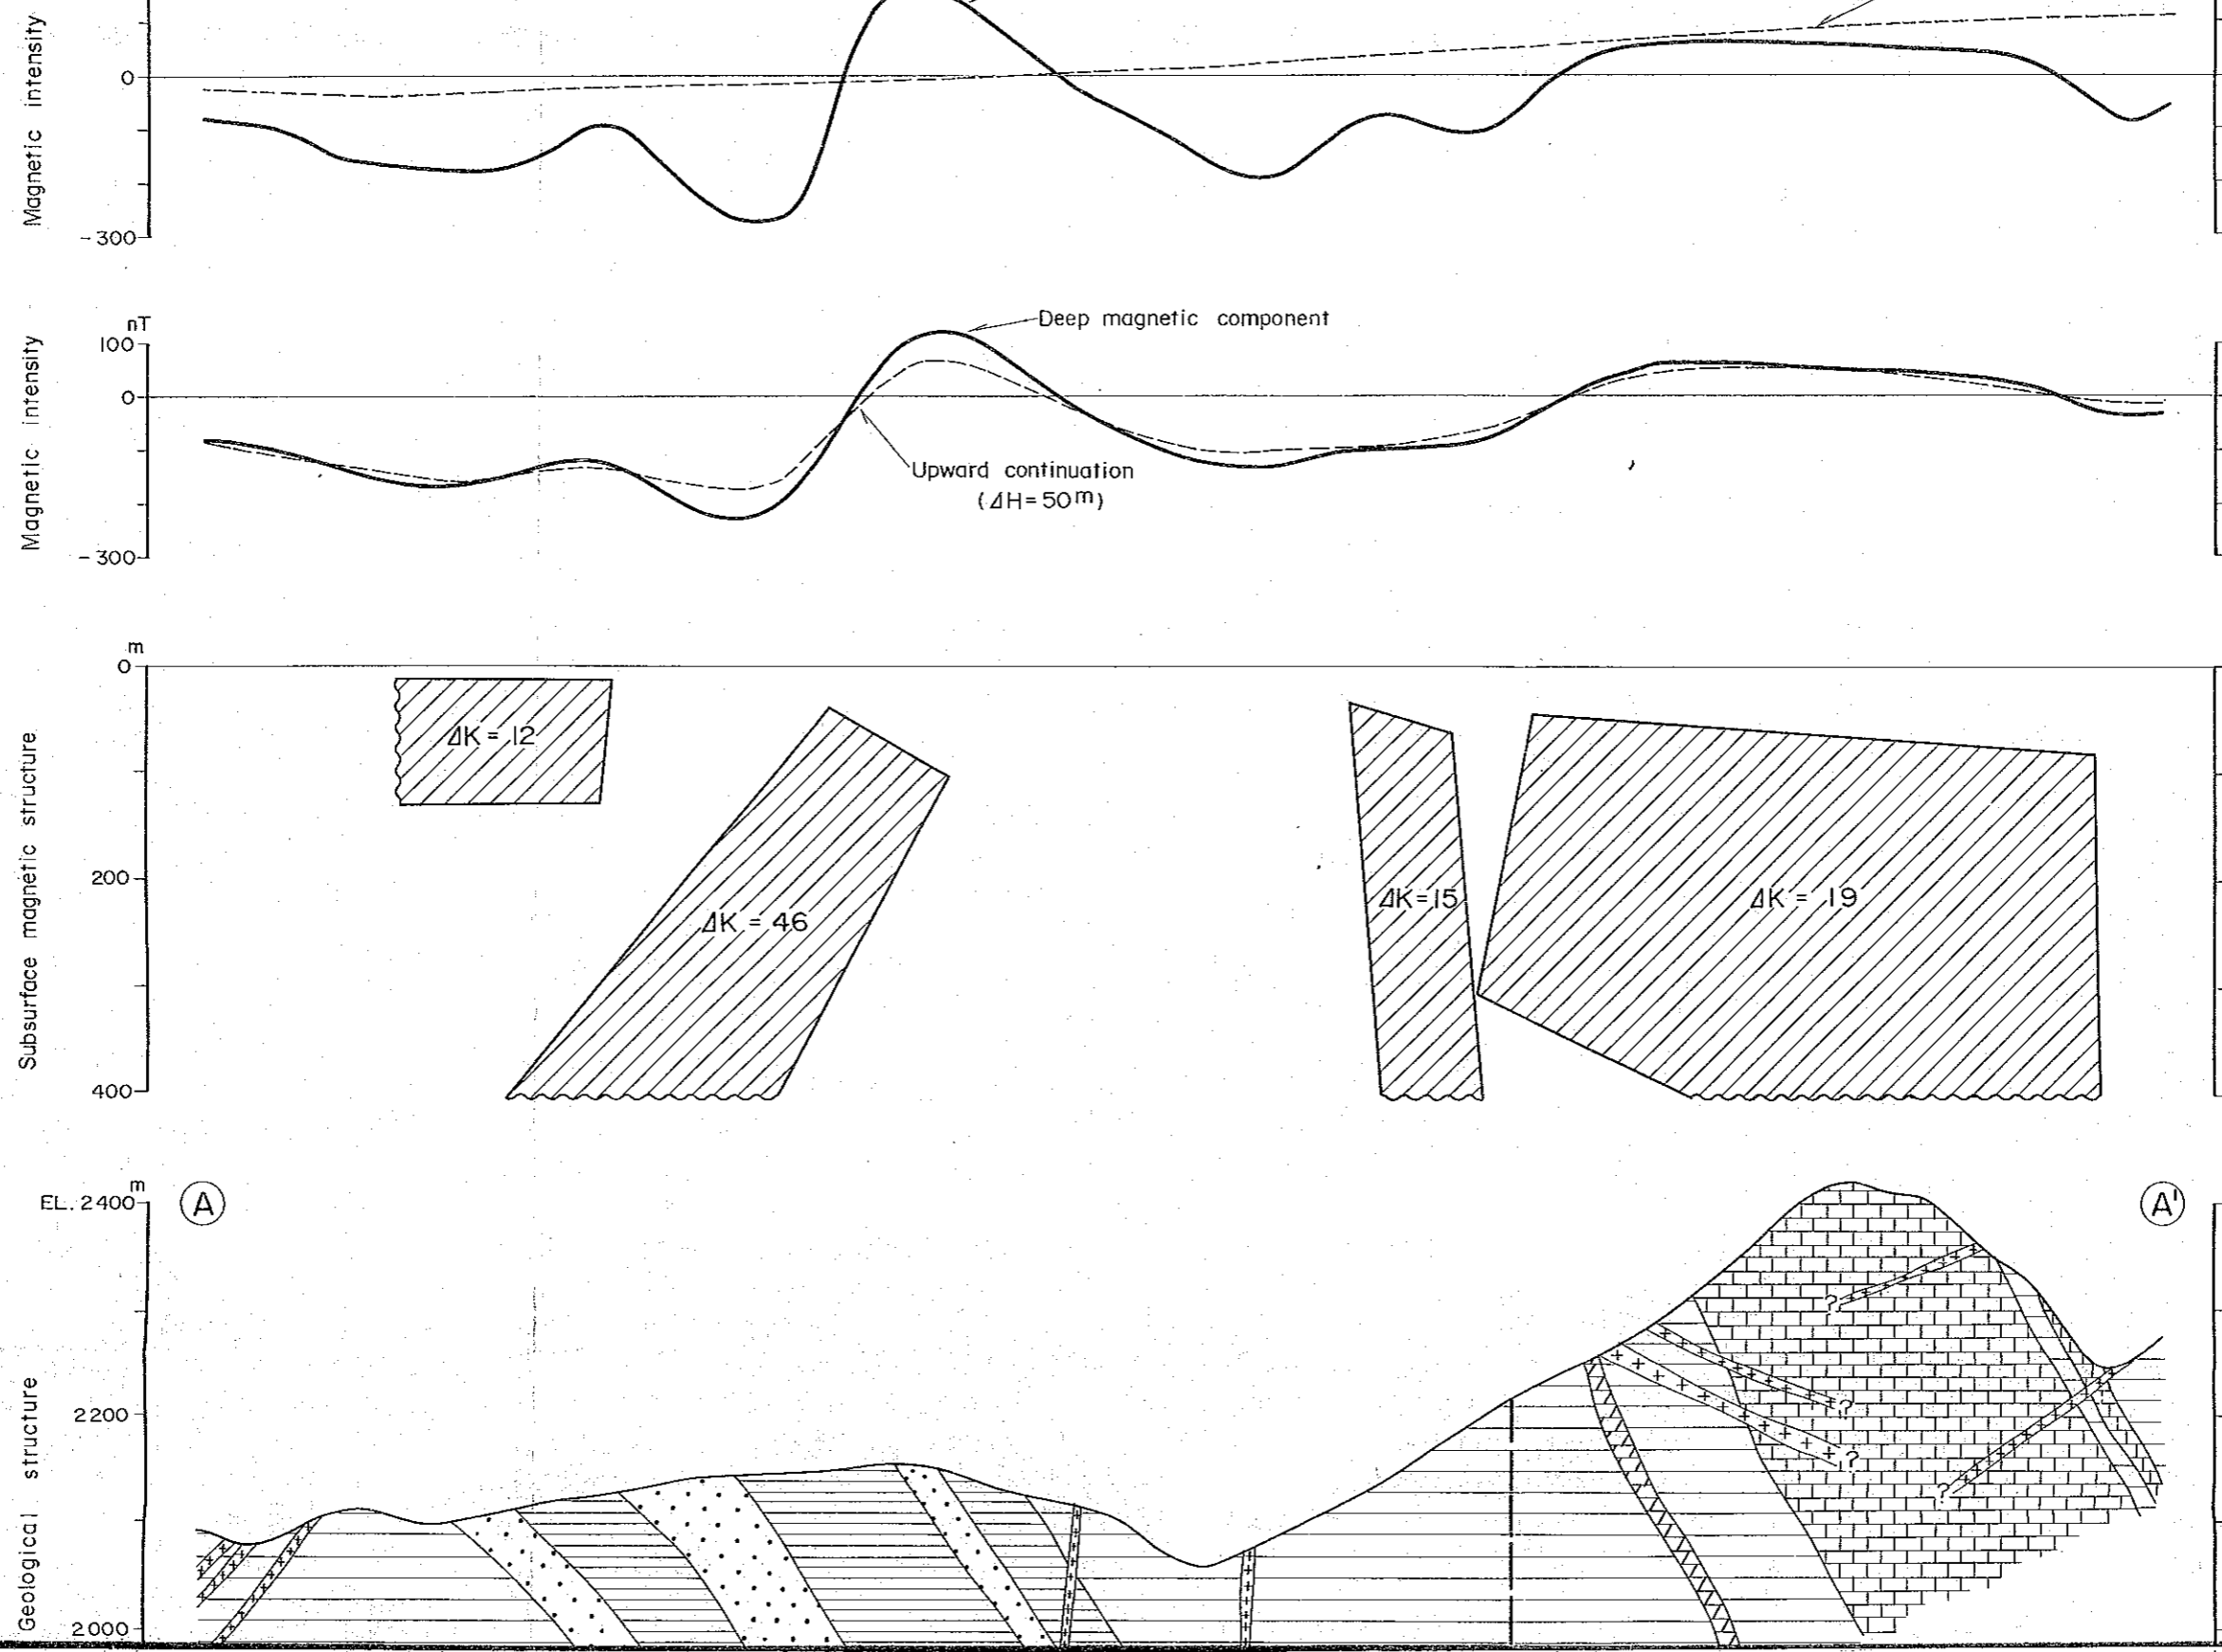 Magnetic intensity
0
-300
Magnetic intensity
nT
100
0
-300
Deep magnetic component
Upward continuation
(ΔH=50m)
Subsurface magnetic structure
m
0
200
400
ΔK= 12
ΔK = 46
ΔK=15
ΔK = 19
Geological structure
m
EL. 2400
2200
2000
A
A'
?
?
?
?